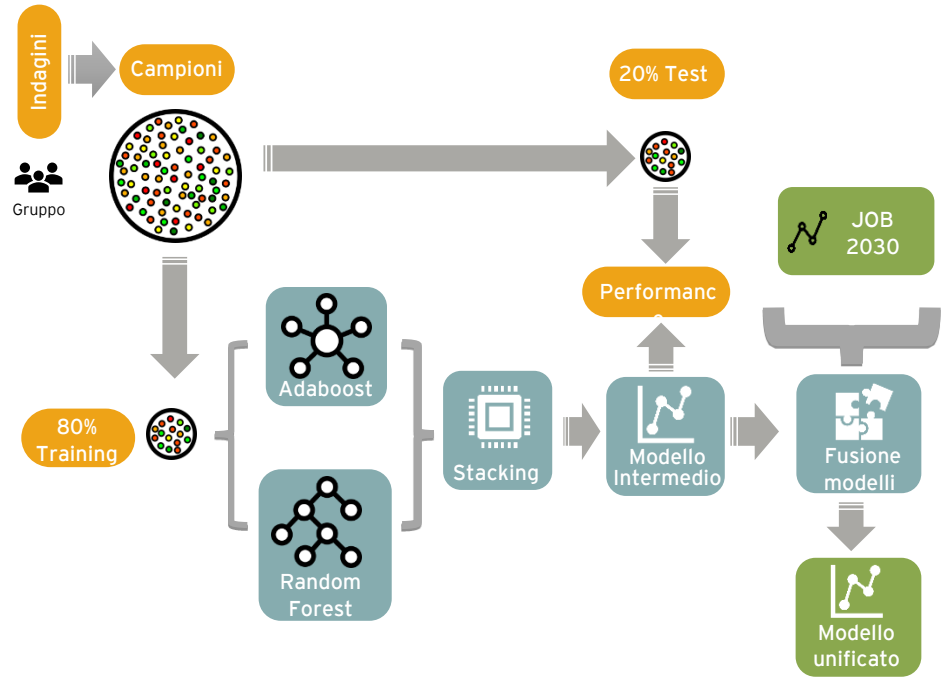 Indagini
Campioni
20% Test
Gruppo
JOB
2030
Performanc
Adaboost
80%
Training
Stacking
Modello
Intermedio
Fusione
modelli
Random
Forest
Modello
unificato